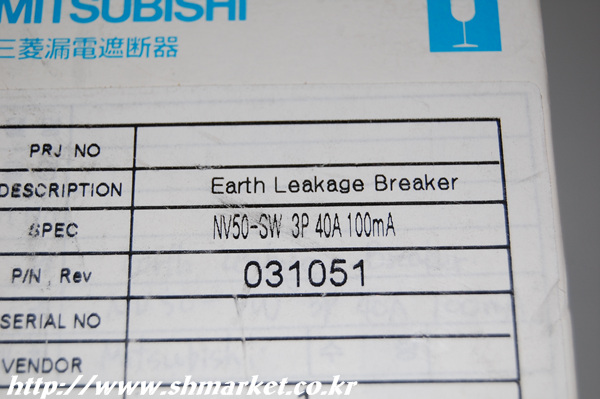 MITSUBISHI
三菱漏電遮断器
PRJ NO
DESCRIPTION Earth Leakage Breaker
SPEC NV50-SW 3P 40A 100mA
P/N, Rev 031051
SERIAL NO
VENDOR
http://www.shmarket.co.kr